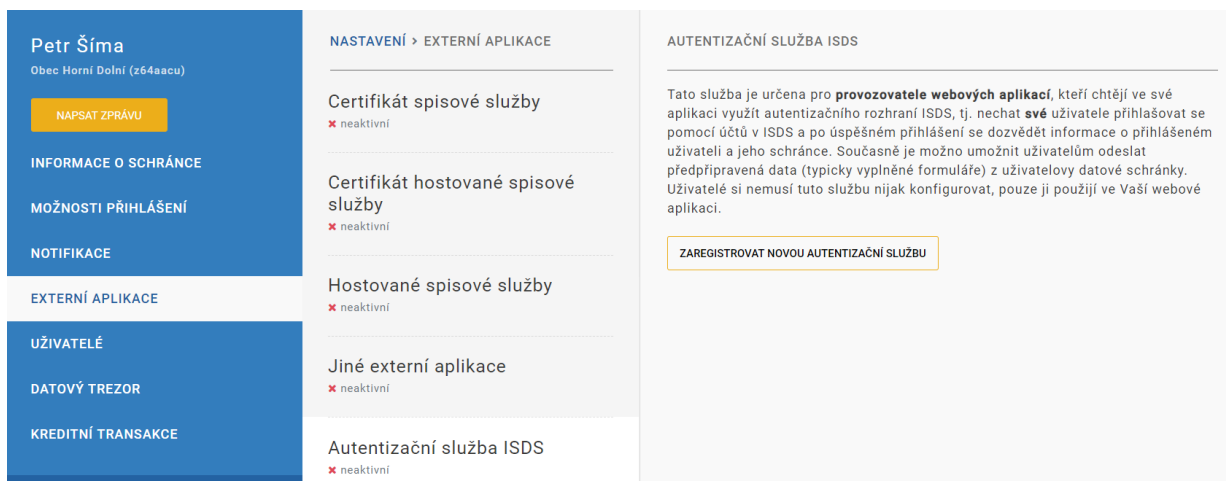 Petr Šíma
Obec Horní Dolní (z64aacu)
NAPSAT ZPRÁVU
INFORMACE O SCHRÁNCE
MOŽNOSTI PŘIHLÁŠENÍ
NOTIFIKACE
EXTERNÍ APLIKACE
UŽIVATELÉ
DATOVÝ TREZOR
KREDITNÍ TRANSAKCE
NASTAVENÍ > EXTERNÍ APLIKACE
Certifikát spisové služby
✖ neaktivní
Certifikát hostované spisové
služby
✖ neaktivní
Hostované spisové služby
✖ neaktivní
Jiné externí aplikace
✖ neaktivní
Autentizační služba ISDS
✖ neaktivní
AUTENTIZAČNÍ SLUŽBA ISDS
Tato služba je určena pro provozovatele webových aplikací, kteří chtějí ve své
aplikaci využít autentizačního rozhraní ISDS, tj. nechat své uživatele přihlašovat se
pomocí účtů v ISDS a po úspěšném přihlášení se dozvědět informace o přihlášeném
uživateli a jeho schránce. Současně je možno umožnit uživatelům odeslat
předpřipravená data (typicky vyplněné formuláře) z uživatelovy datové schránky.
Uživatelé si nemusí tuto službu nijak konfigurovat, pouze ji použijí ve Vaší webové
aplikaci.
ZAREGISTROVAT NOVOU AUTENTIZAČNÍ SLUŽBU